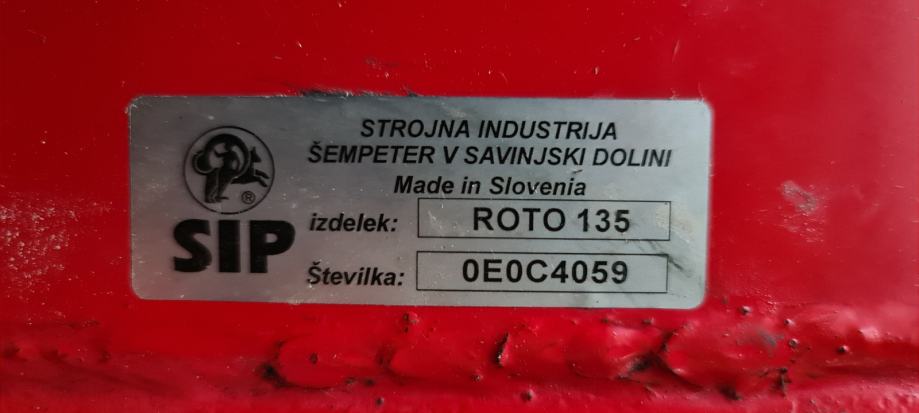 STROJNA INDUSTRIJA
ŠEMPETER V SAVINJSKI DOLINI
Made in Slovenia
®
SIP
izdelek: ROTO 135
Številka: 0E0C4059